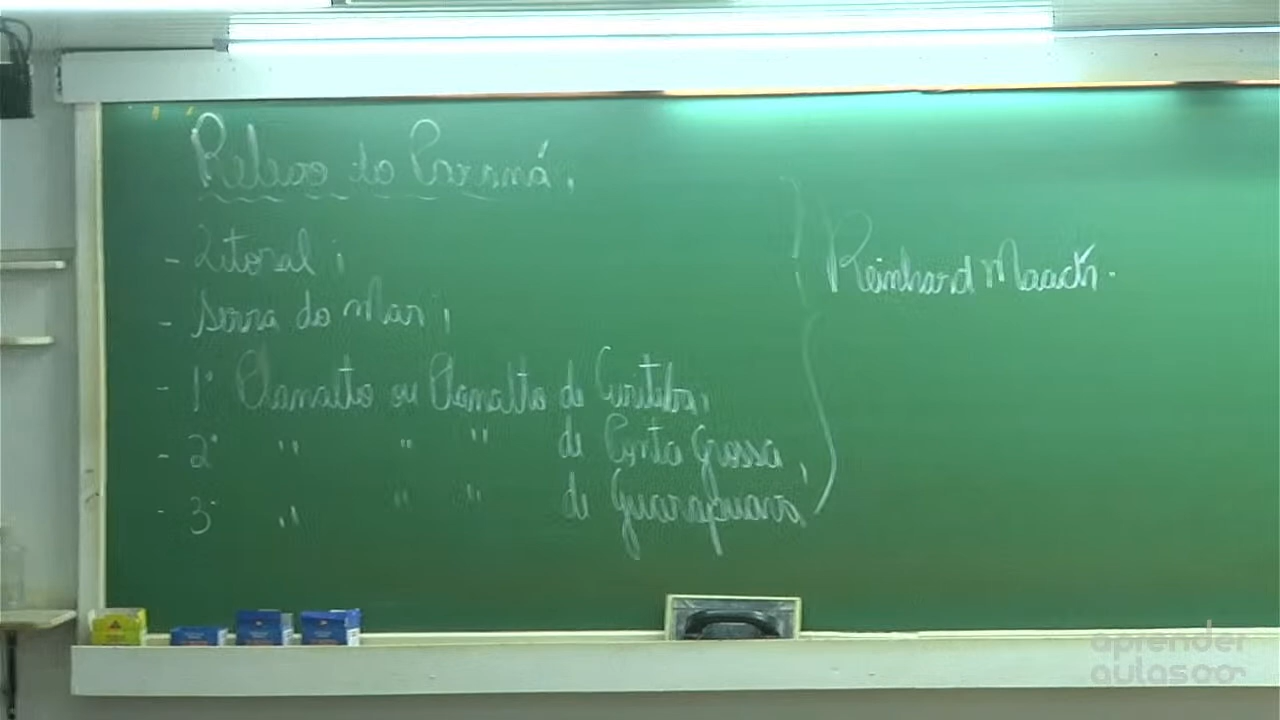 Relevo do Paraná.
- Litoral;
- Serra do Mar;
- 1º Planalto ou Planalto de Curitiba;
- 2º " " " de Ponta Grossa;
- 3º " " " de Guarapuava
Reinhard Maack.
aprender
aulas